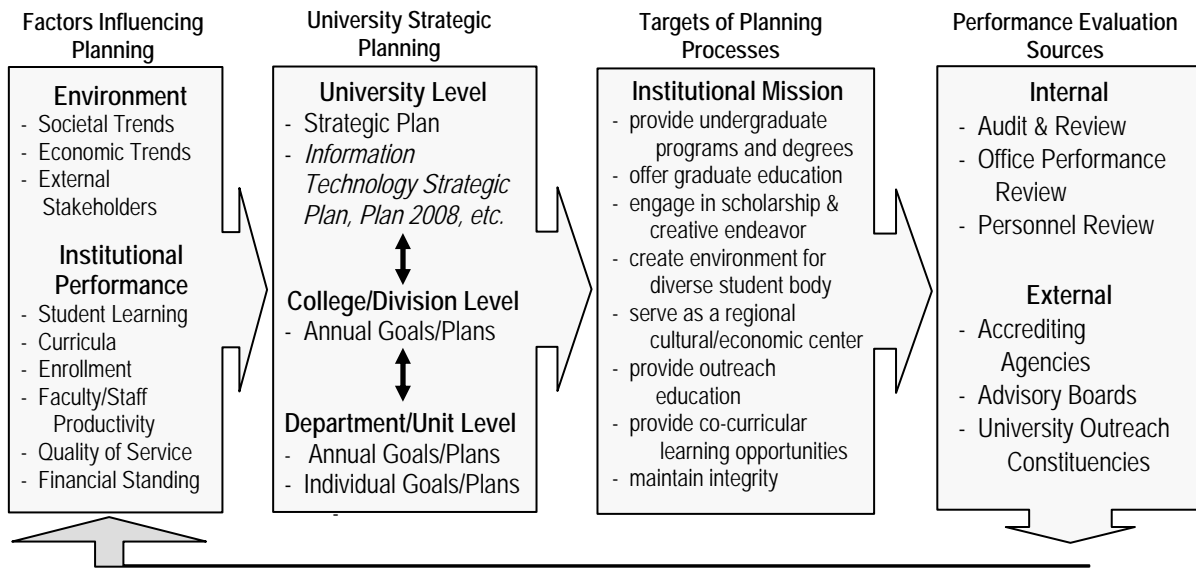 Factors Influencing
Planning
Environment
- Societal Trends
- Economic Trends
- External
Stakeholders
Institutional
Performance
- Student Learning
- Curricula
- Enrollment
- Faculty/Staff
Productivity
- Quality of Service
- Financial Standing
University Strategic
Planning
University Level
- Strategic Plan
- Information
Technology Strategic
Plan, Plan 2008, etc.
College/Division Level
- Annual Goals/Plans
Department/Unit Level
- Annual Goals/Plans
- Individual Goals/Plans
Targets of Planning
Processes
Institutional Mission
- provide undergraduate
programs and degrees
- offer graduate education
- engage in scholarship &
creative endeavor
- create environment for
diverse student body
- serve as a regional
cultural/economic center
- provide outreach
education
- provide co-curricular
learning opportunities
- maintain integrity
Performance Evaluation
Sources
Internal
- Audit & Review
- Office Performance
Review
- Personnel Review
External
- Accrediting
Agencies
- Advisory Boards
- University Outreach
Constituencies